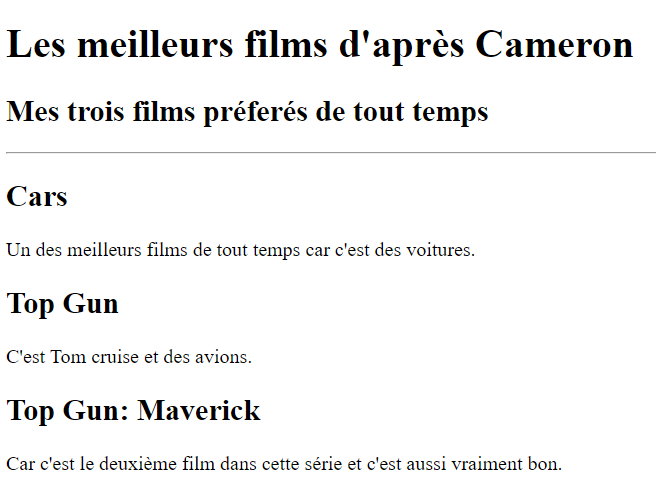 Les meilleurs films d'après Cameron
Mes trois films préferés de tout temps
Cars
Un des meilleurs films de tout temps car c'est des voitures.
Top Gun
C'est Tom cruise et des avions.
Top Gun: Maverick
Car c'est le deuxième film dans cette série et c'est aussi vraiment bon.